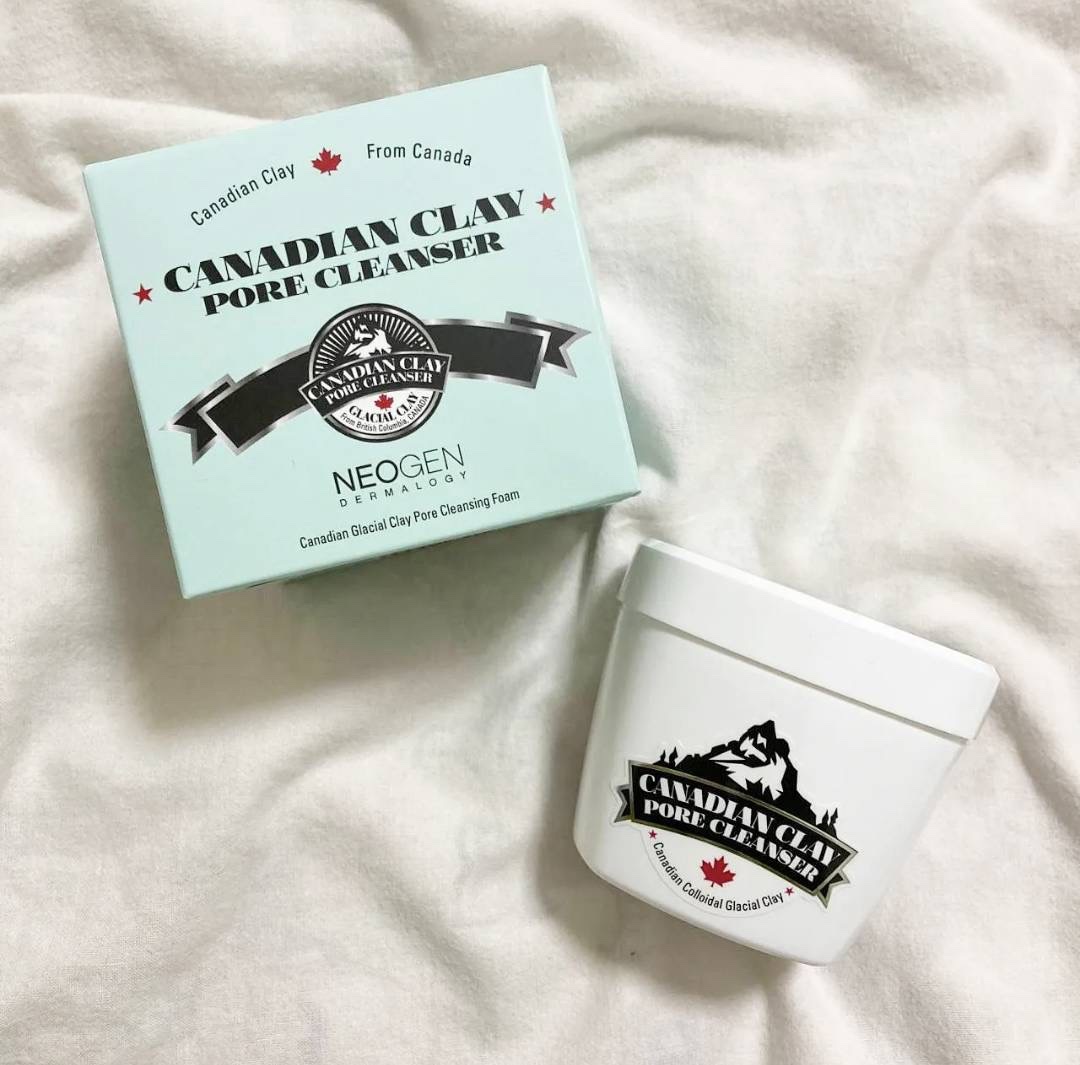 Canadian Clay From Canada
CANADIAN CLAY
PORE CLEANSER
CANADIAN CLAY
PORE CLEANSER
GLACIAL CLAY
From British Columbia, CANADA
NEOGEN
DERMALOGY
Canadian Glacial Clay Pore Cleansing Foam
CANADIAN CLAY
PORE CLEANSER
Canadian Colloidal Glacial Clay